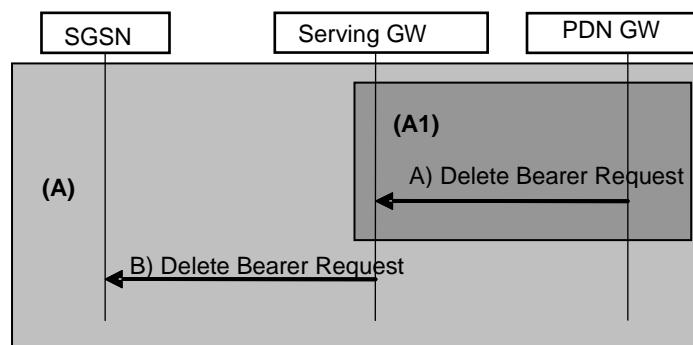 SGSN
Serving GW
PDN GW
(A1)
(A)
A) Delete Bearer Request
B) Delete Bearer Request